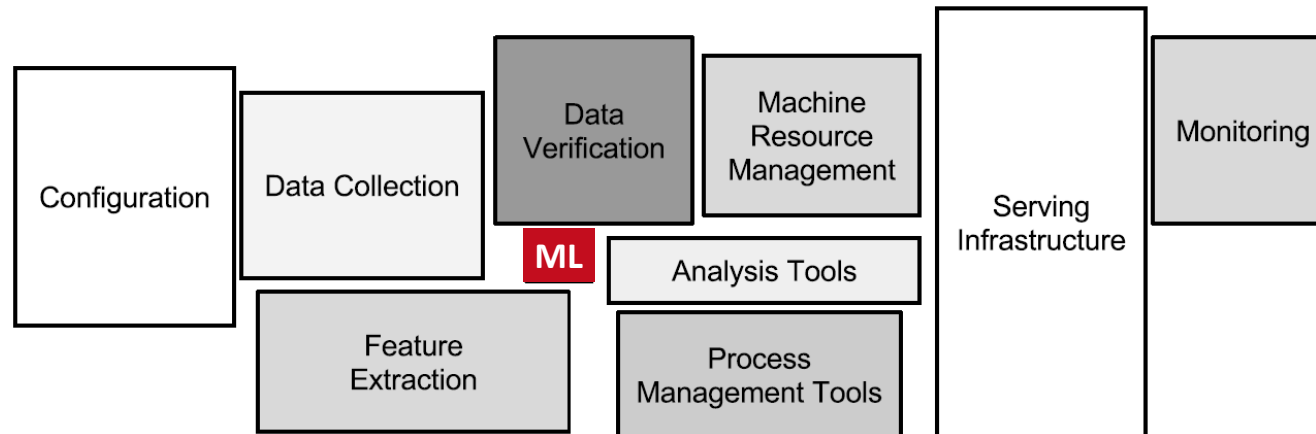 Configuration
Data Collection
Data
Verification
Machine
Resource
Management
Serving
Infrastructure
Monitoring
ML
Analysis Tools
Feature
Extraction
Process
Management Tools